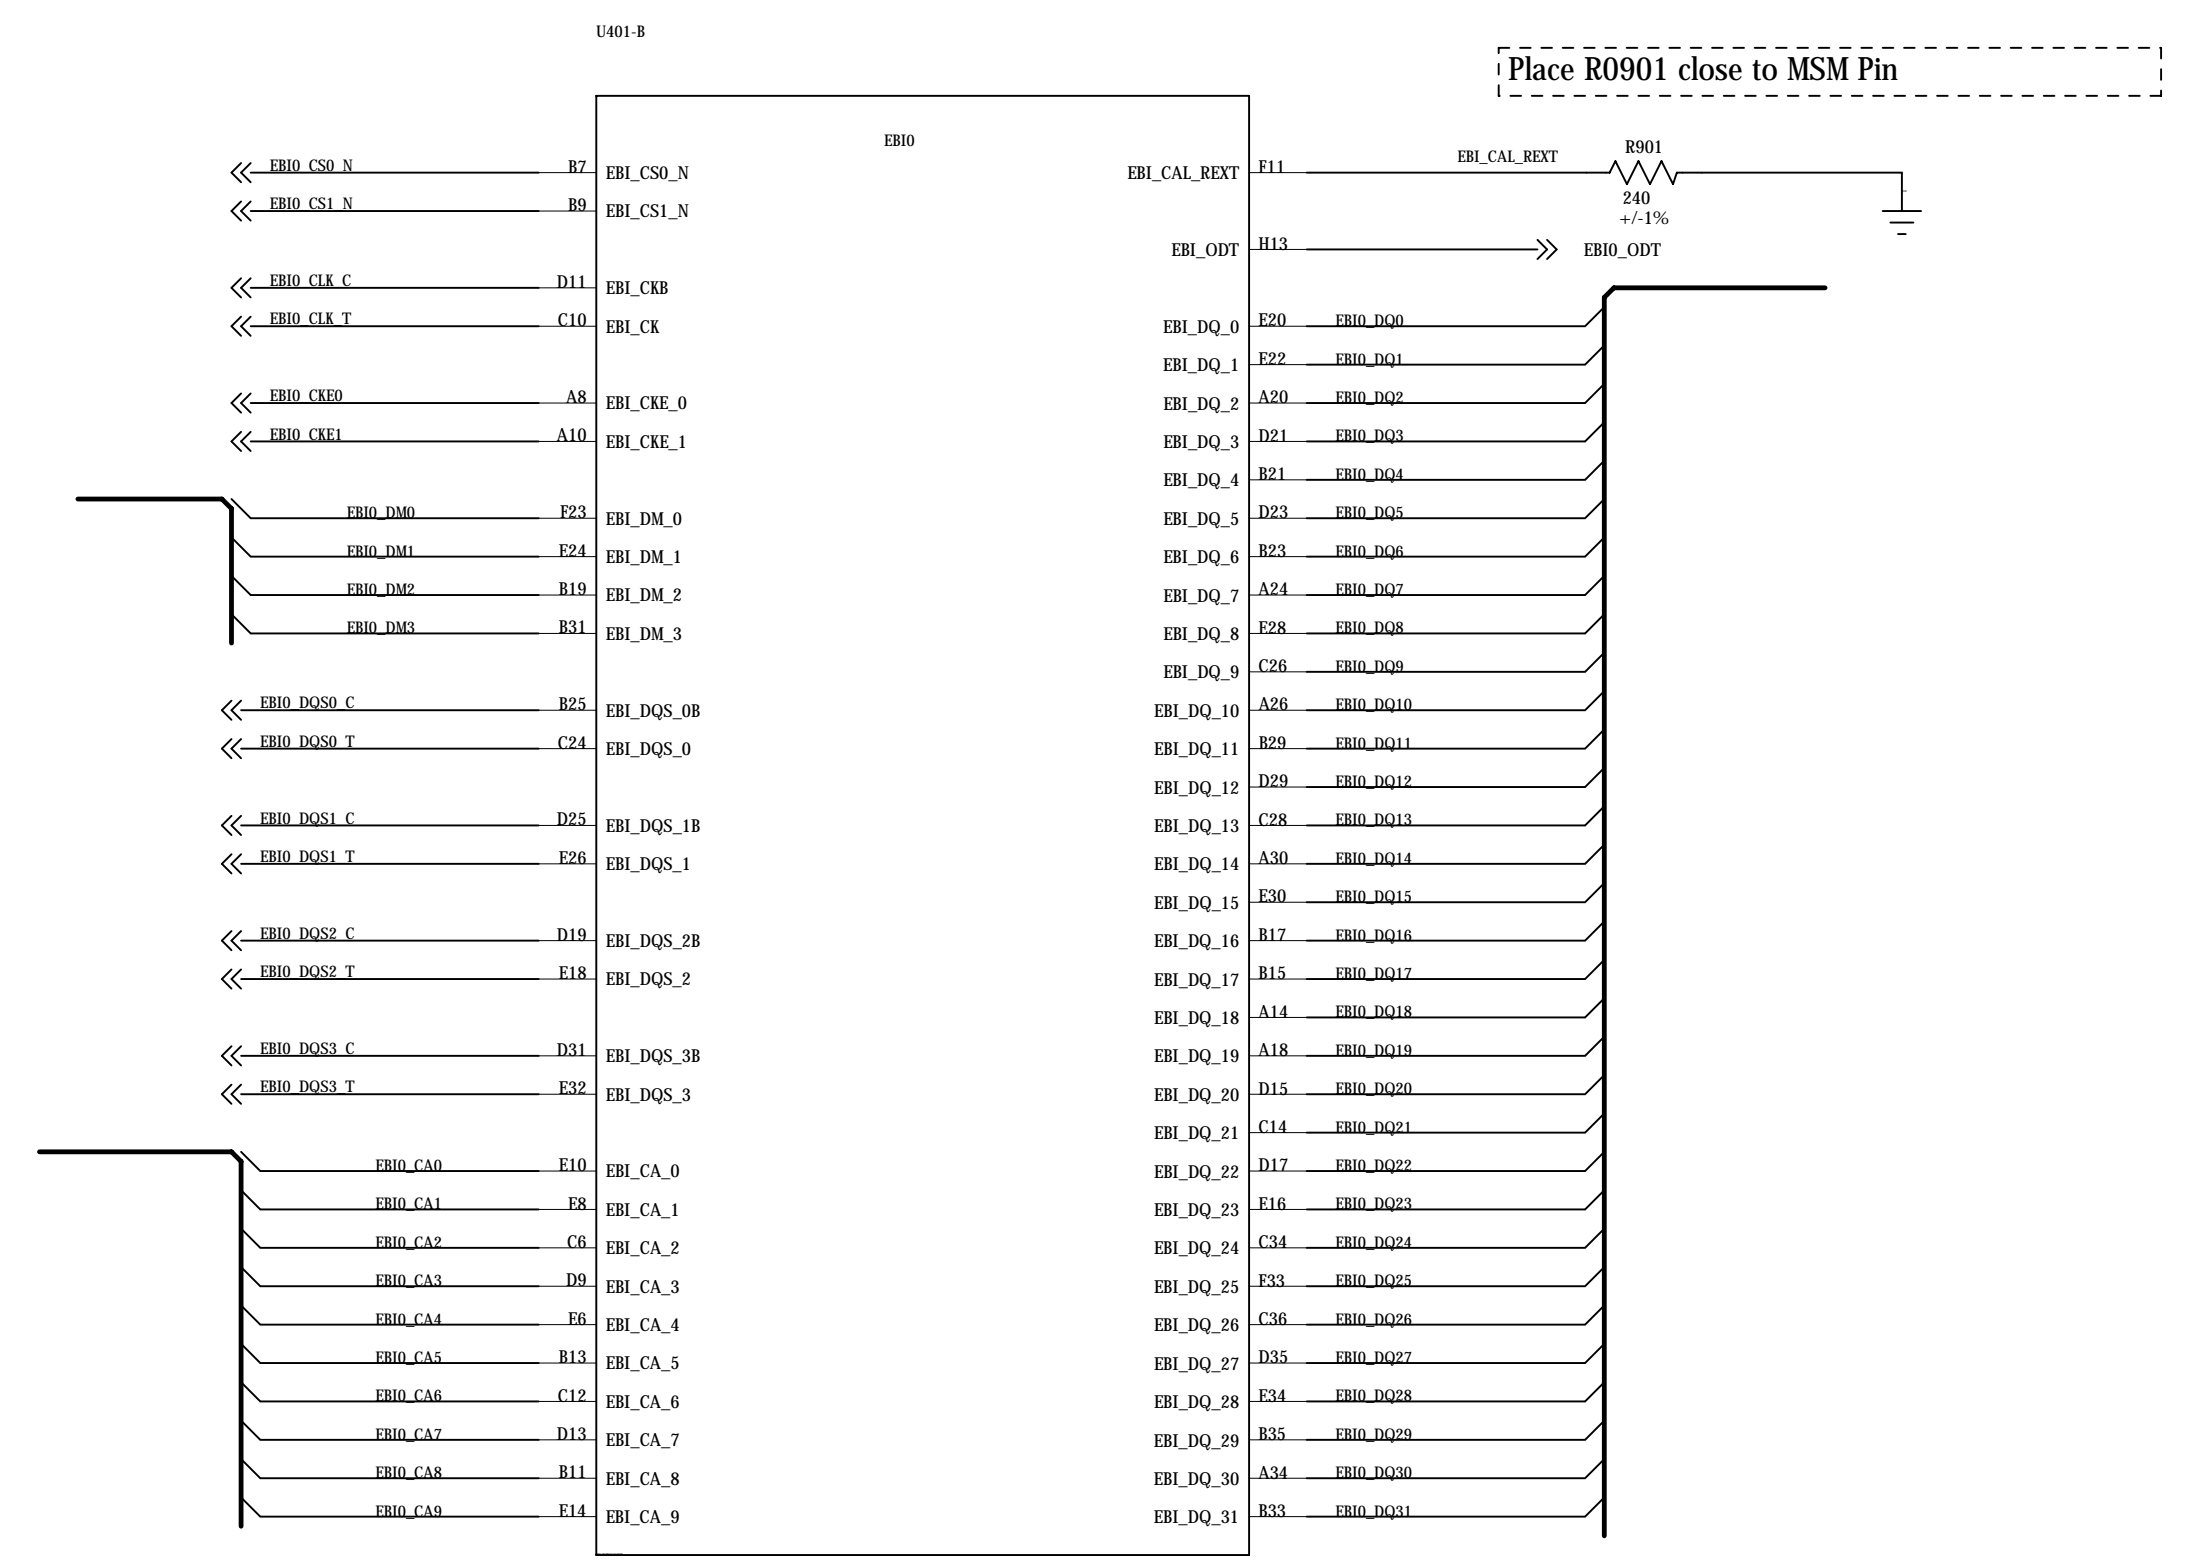 U401-B
Place R0901 close to MSM Pin
EBI0
EBI0_CS0_N B7 EBI_CS0_N
EBI0_CS1_N B9 EBI_CS1_N
EBI0_CLK_C D11 EBI_CKB
EBI0_CLK_T C10 EBI_CK
EBI0_CKE0 A8 EBI_CKE_0
EBI0_CKE1 A10 EBI_CKE_1
EBI0_DM0 F23 EBI_DM_0
EBI0_DM1 E24 EBI_DM_1
EBI0_DM2 B19 EBI_DM_2
EBI0_DM3 B31 EBI_DM_3
EBI0_DQS0_C B25 EBI_DQS_0B
EBI0_DQS0_T C24 EBI_DQS_0
EBI0_DQS1_C D25 EBI_DQS_1B
EBI0_DQS1_T E26 EBI_DQS_1
EBI0_DQS2_C D19 EBI_DQS_2B
EBI0_DQS2_T E18 EBI_DQS_2
EBI0_DQS3_C D31 EBI_DQS_3B
EBI0_DQS3_T E32 EBI_DQS_3
EBI0_CA0 E10 EBI_CA_0
EBI0_CA1 E8 EBI_CA_1
EBI0_CA2 C6 EBI_CA_2
EBI0_CA3 D9 EBI_CA_3
EBI0_CA4 E6 EBI_CA_4
EBI0_CA5 B13 EBI_CA_5
EBI0_CA6 C12 EBI_CA_6
EBI0_CA7 D13 EBI_CA_7
EBI0_CA8 B11 EBI_CA_8
EBI0_CA9 E14 EBI_CA_9
EBI_CAL_REXT F11 EBI_CAL_REXT R901
240
+/-1%
EBI_ODT H13 EBI0_ODT
EBI_DQ_0 E20 EBI0_DQ0
EBI_DQ_1 E22 EBI0_DQ1
EBI_DQ_2 A20 EBI0_DQ2
EBI_DQ_3 D21 EBI0_DQ3
EBI_DQ_4 B21 EBI0_DQ4
EBI_DQ_5 D23 EBI0_DQ5
EBI_DQ_6 B23 EBI0_DQ6
EBI_DQ_7 A24 EBI0_DQ7
EBI_DQ_8 E28 EBI0_DQ8
EBI_DQ_9 C26 EBI0_DQ9
EBI_DQ_10 A26 EBI0_DQ10
EBI_DQ_11 B29 EBI0_DQ11
EBI_DQ_12 D29 EBI0_DQ12
EBI_DQ_13 C28 EBI0_DQ13
EBI_DQ_14 A30 EBI0_DQ14
EBI_DQ_15 E30 EBI0_DQ15
EBI_DQ_16 B17 EBI0_DQ16
EBI_DQ_17 B15 EBI0_DQ17
EBI_DQ_18 A14 EBI0_DQ18
EBI_DQ_19 A18 EBI0_DQ19
EBI_DQ_20 D15 EBI0_DQ20
EBI_DQ_21 C14 EBI0_DQ21
EBI_DQ_22 D17 EBI0_DQ22
EBI_DQ_23 E16 EBI0_DQ23
EBI_DQ_24 C34 EBI0_DQ24
EBI_DQ_25 F33 EBI0_DQ25
EBI_DQ_26 C36 EBI0_DQ26
EBI_DQ_27 D35 EBI0_DQ27
EBI_DQ_28 E34 EBI0_DQ28
EBI_DQ_29 B35 EBI0_DQ29
EBI_DQ_30 A34 EBI0_DQ30
EBI_DQ_31 B33 EBI0_DQ31